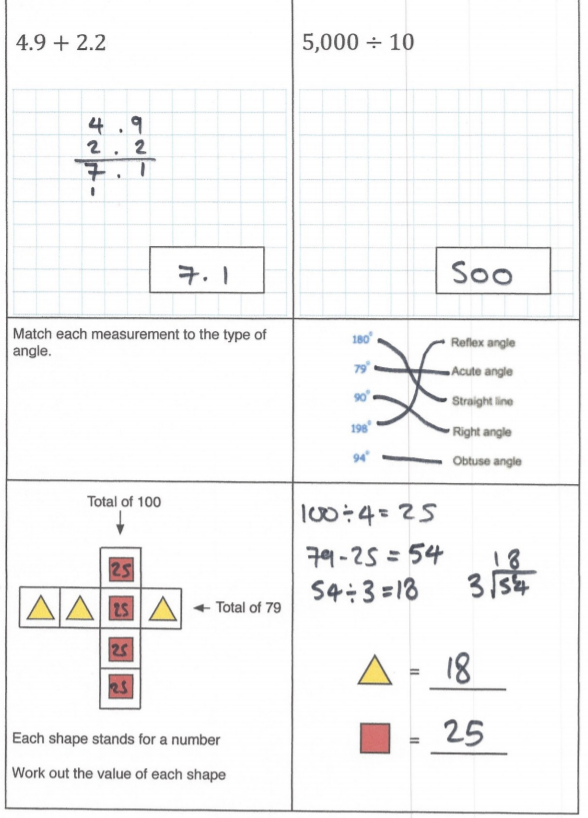 4.9 + 2.2
5,000 ÷ 10
4.9
2.2
7.1
1
7.1
500
Match each measurement to the type of
angle.
180° Reflex angle
79° Acute angle
90° Straight line
198° Right angle
94° Obtuse angle
Total of 100
25
25
← Total of 79
25
25
Each shape stands for a number
Work out the value of each shape
100÷4=25
79-25=54
54÷3=18
18
3 54
= 18
= 25